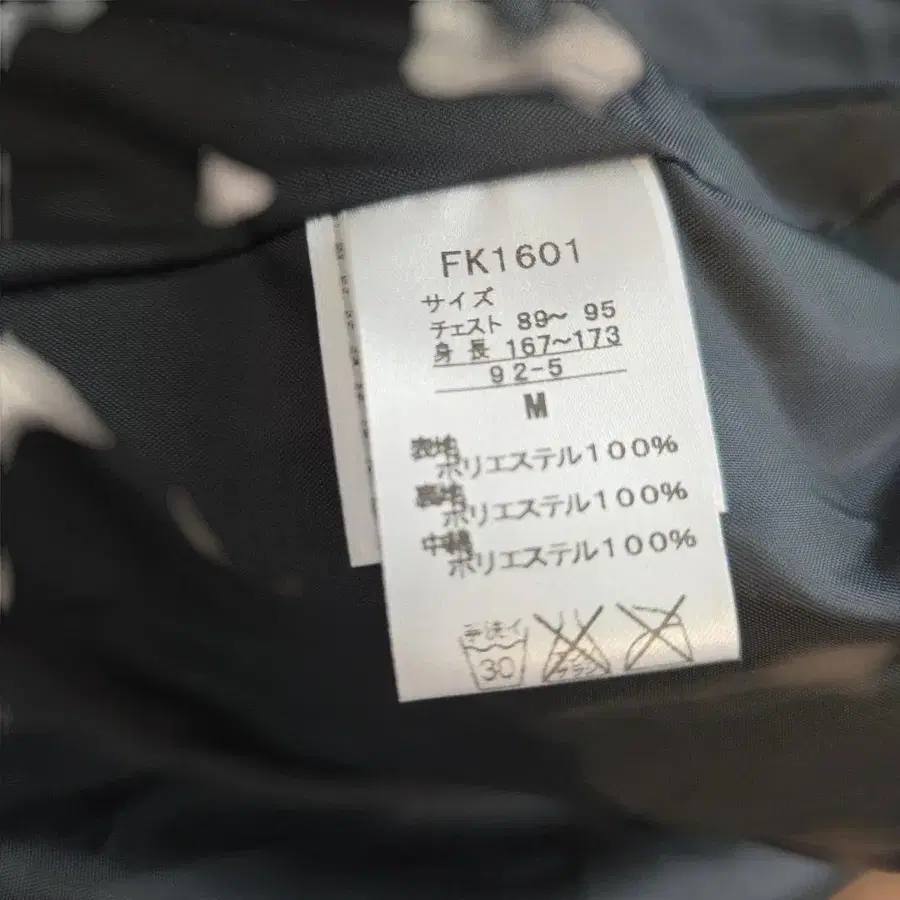 FK1601
サイズ
チェスト 89~ 95
身 長 167~173
92-5
M
表地
ポリエステル100%
裏地
ポリエステル100%
中綿
ポリエステル100%
手洗イ
30